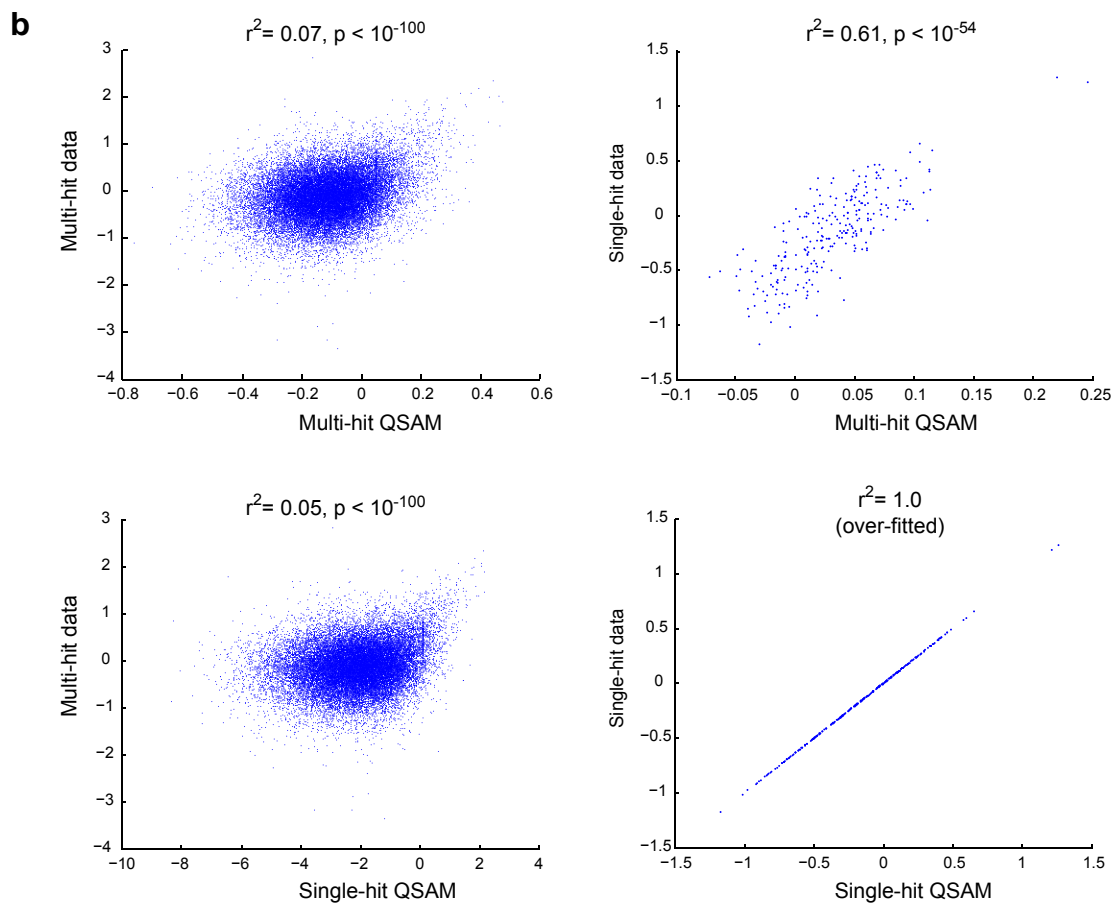 b
r²= 0.07, p < 10⁻¹⁰⁰
3
2
1
0
−1
−2
−3
−4
Multi-hit data
−0.8 −0.6 −0.4 −0.2 0 0.2 0.4 0.6
Multi-hit QSAM
r²= 0.61, p < 10⁻⁵⁴
1.5
1
0.5
0
−0.5
−1
−1.5
Single-hit data
−0.1 −0.05 0 0.05 0.1 0.15 0.2 0.25
Multi-hit QSAM
r²= 0.05, p < 10⁻¹⁰⁰
3
2
1
0
−1
−2
−3
−4
Multi-hit data
−10 −8 −6 −4 −2 0 2 4
Single-hit QSAM
r²= 1.0
(over-fitted)
1.5
1
0.5
0
−0.5
−1
−1.5
Single-hit data
−1.5 −1 −0.5 0 0.5 1 1.5
Single-hit QSAM